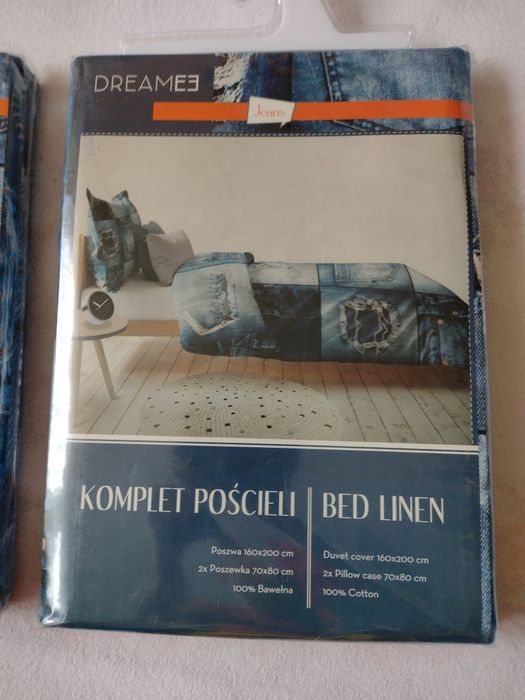 DREAMEE
Jeans
KOMPLET POŚCIELI
Poszwa 160x200 cm
2x Poszewka 70x80 cm
100% Bawełna
BED LINEN
Duvet cover 160x200 cm
2x Pillow case 70x80 cm
100% Cotton